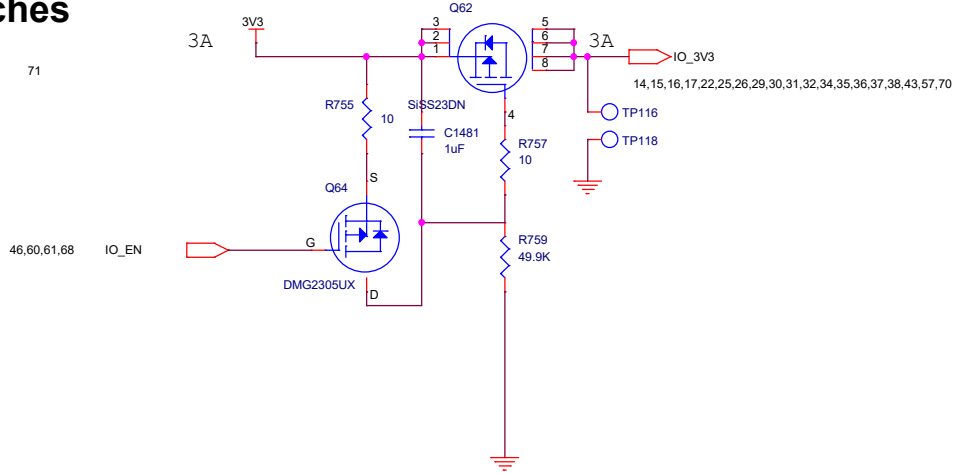 ches
Q62
3V3
3A
3
2
1
5
6
7
8
3A
IO_3V3
71
14,15,16,17,22,25,26,29,30,31,32,34,35,36,37,38,43,57,70
R755
10
SiSS23DN
4
TP116
C1481
1uF
R757
10
TP118
S
Q64
G
46,60,61,68
IO_EN
R759
49.9K
DMG2305UX
D